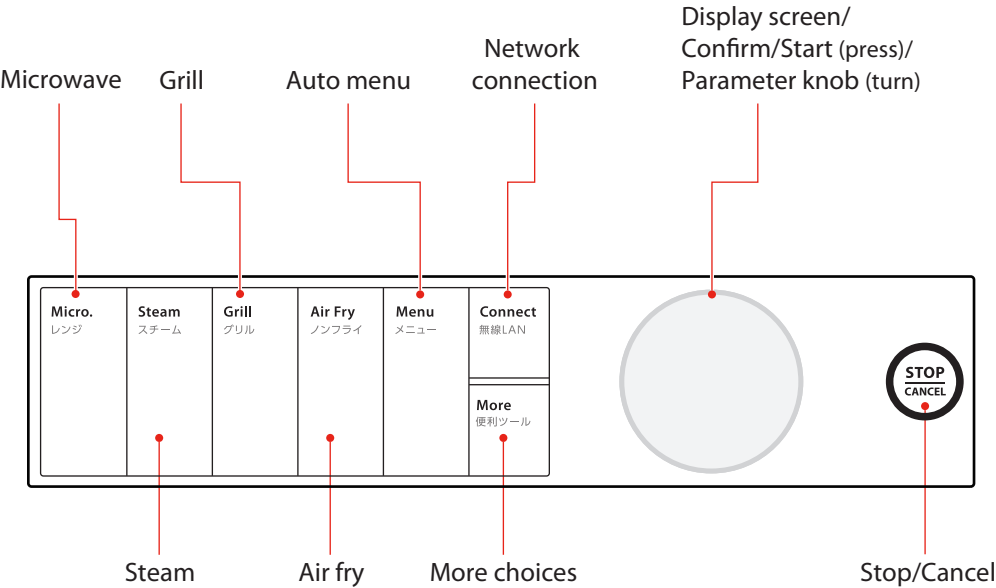 Display screen/
Confirm/Start (press)/
Parameter knob (turn)
Network
connection
Microwave
Grill
Auto menu
Micro.
レンジ
Steam
スチーム
Grill
グリル
Air Fry
ノンフライ
Menu
メニュー
Connect
無線LAN
More
便利ツール
STOP
CANCEL
Steam
Air fry
More choices
Stop/Cancel